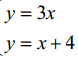 y = 3x
y = x + 4